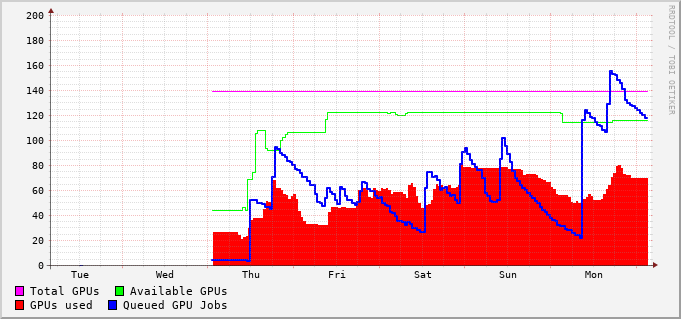 RRDTOOL / TOBI OETIKER
200
180
160
140
120
100
80
60
40
20
0
Tue Wed Thu Fri Sat Sun Mon
Total GPUs Available GPUs
GPUs used Queued GPU Jobs